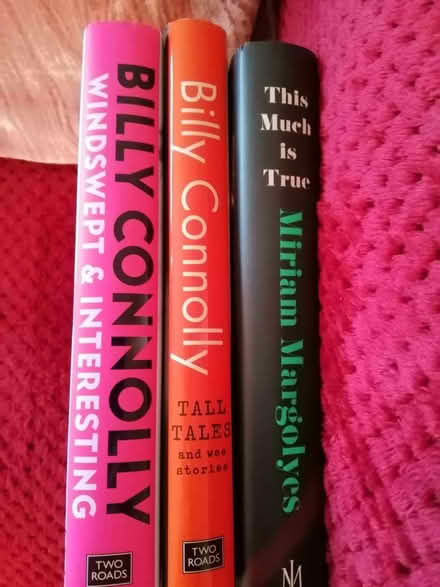 BILLY CONNOLLY
WINDSWEPT & INTERESTING
TWO
ROADS
Billy Connolly
TALL
TALES
and wee
stories
TWO
ROADS
This
Much
is
True
Miriam Margolyes